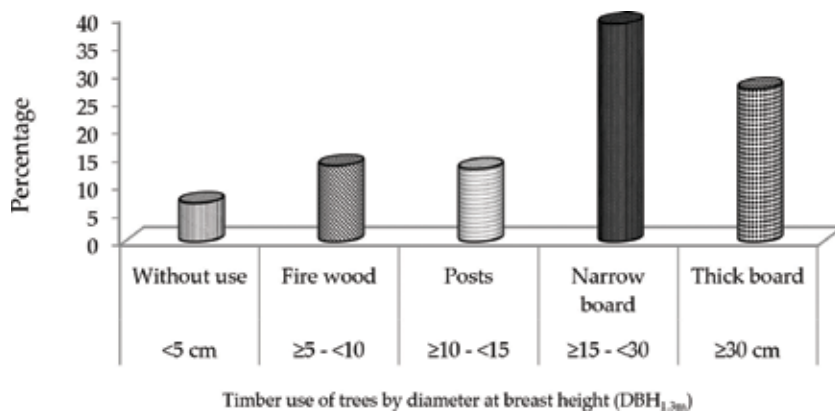 Percentage
40
35
30
25
20
15
10
5
0
Without use
Fire wood
Posts
Narrow
board
Thick board
<5 cm
≥5 - <10
≥10 - <15
≥15 - <30
≥30 cm
Timber use of trees by diameter at breast height (DBH1.3m)